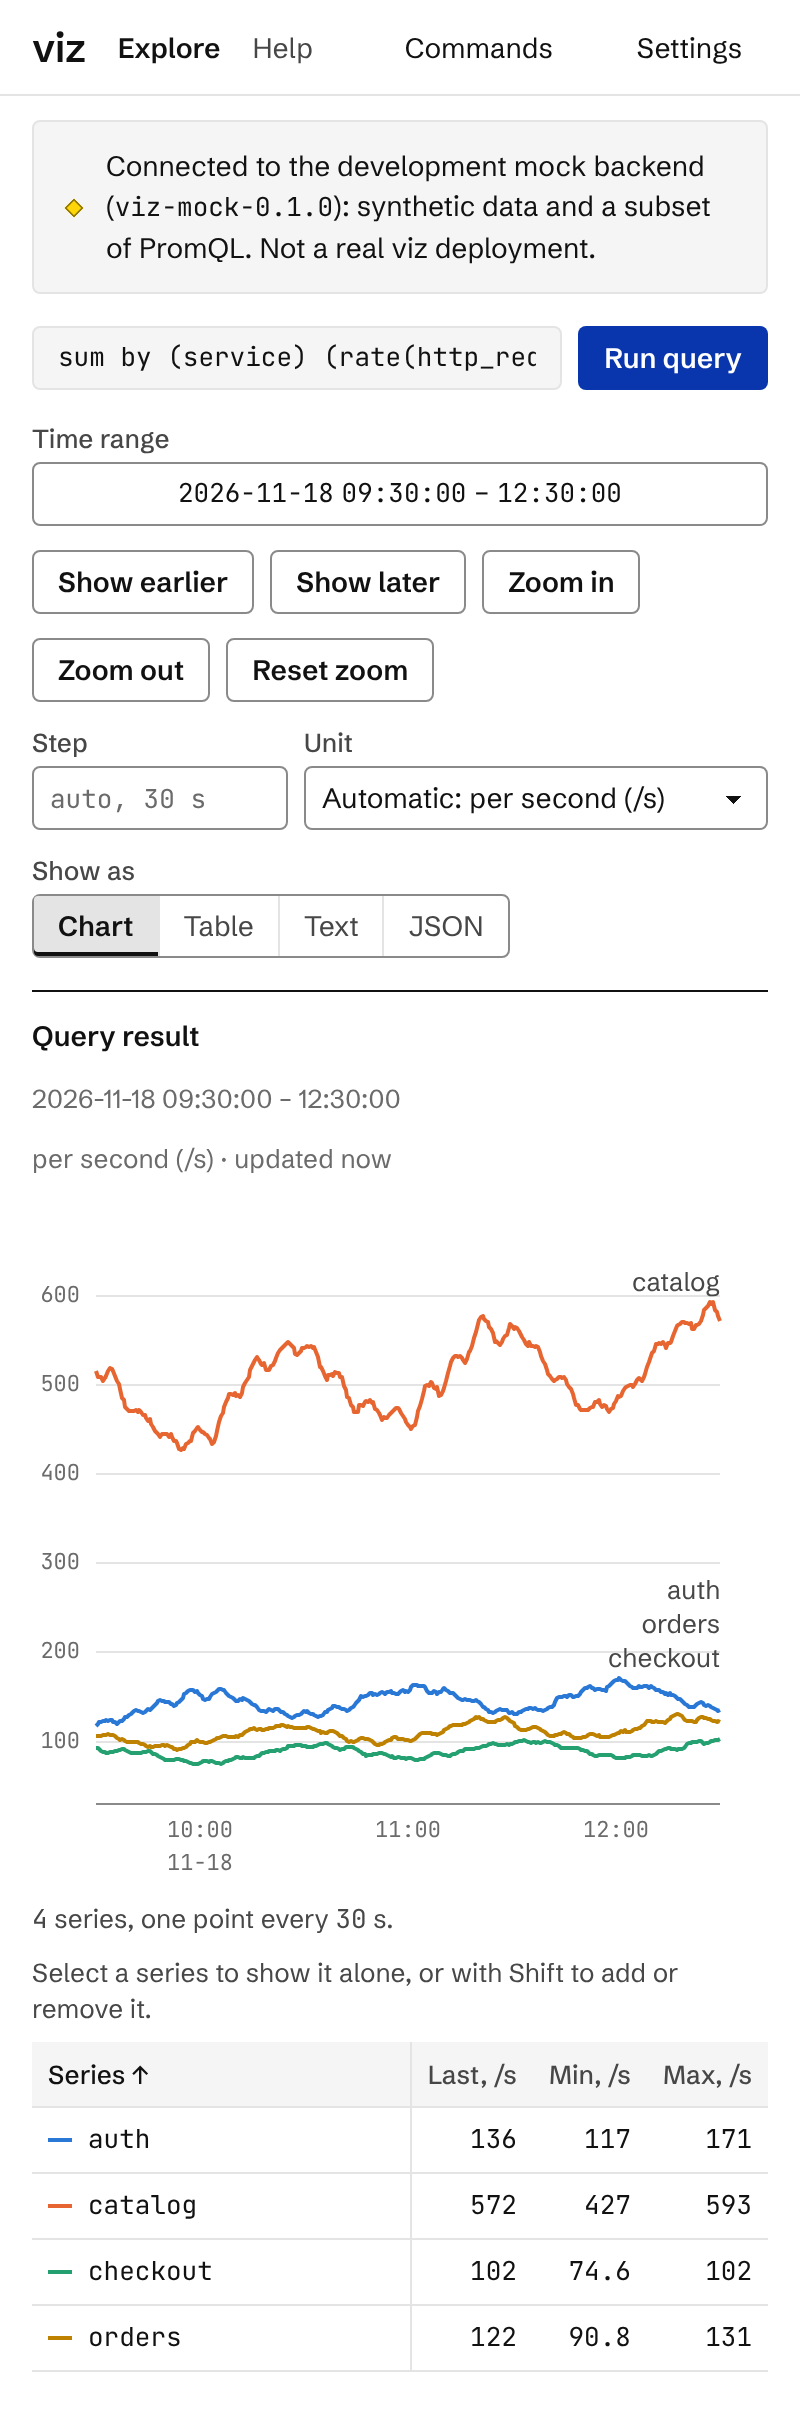 viz Explore Help Commands Settings
Connected to the development mock backend
(viz-mock-0.1.0): synthetic data and a subset
of PromQL. Not a real viz deployment.
sum by (service) (rate(http_rec Run query
Time range
2026-11-18 09:30:00 – 12:30:00
Show earlier Show later Zoom in
Zoom out Reset zoom
Step Unit
auto, 30 s Automatic: per second (/s)
Show as
Chart Table Text JSON
Query result
2026-11-18 09:30:00 – 12:30:00
per second (/s) · updated now
catalog
600
500
400
300
auth
orders
200
checkout
100
10:00 11:00 12:00
11-18
4 series, one point every 30 s.
Select a series to show it alone, or with Shift to add or
remove it.
Series ↑ Last, /s Min, /s Max, /s
auth 136 117 171
catalog 572 427 593
checkout 102 74.6 102
orders 122 90.8 131